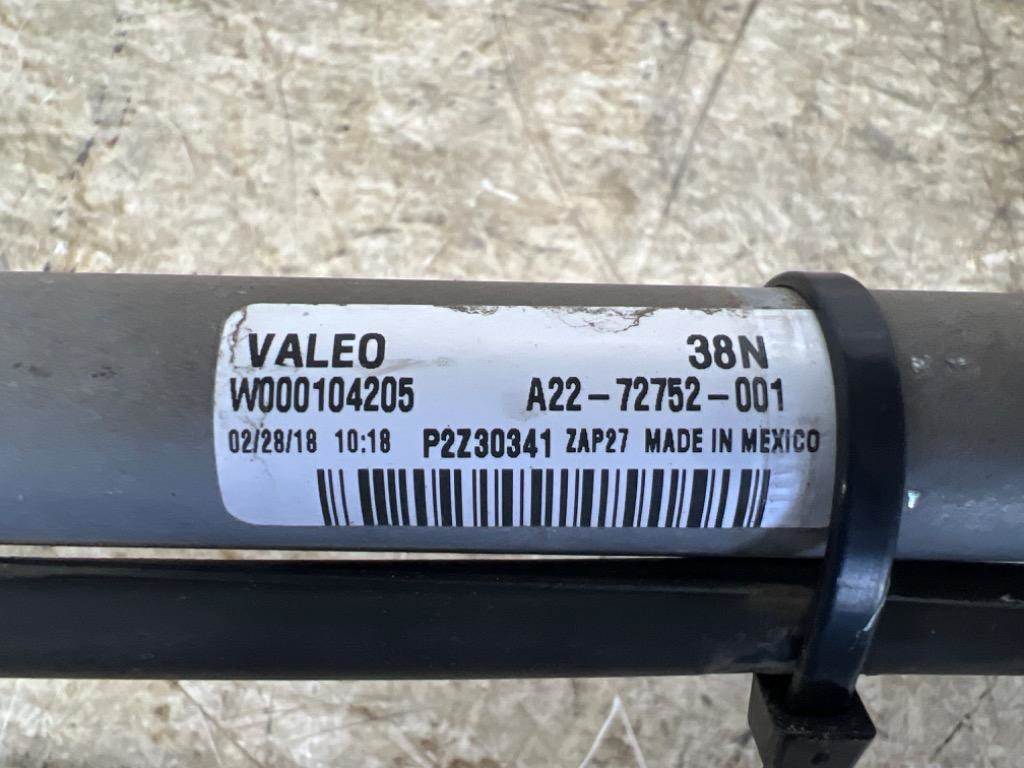 VALEO 38N
W000104205 A22-72752-001
02/28/18 10:18 P2Z30341 ZAP27 MADE IN MEXICO